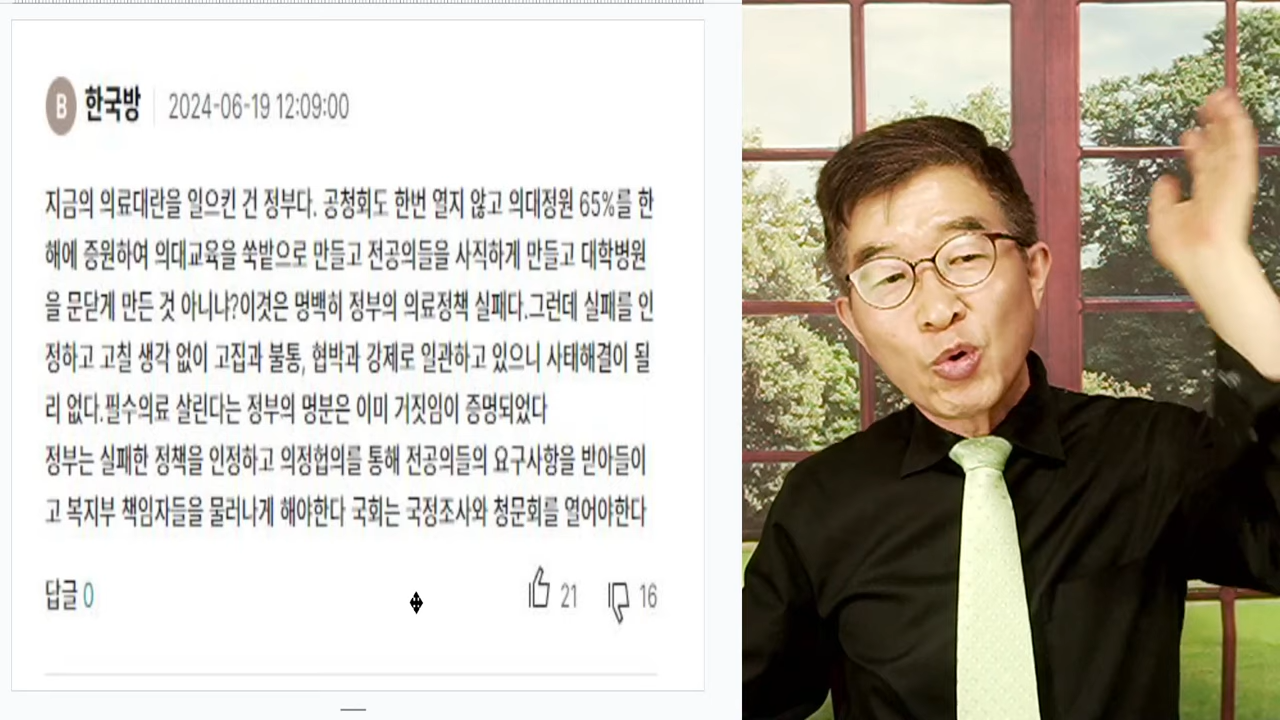 B 한국방 2024-06-19 12:09:00
지금의 의료대란을 일으킨 건 정부다. 공청회도 한번 열지 않고 의대정원 65%를 한
해에 증원하여 의대교육을 쑥밭으로 만들고 전공의들을 사직하게 만들고 대학병원
을 문닫게 만든 것 아니냐?이것은 명백히 정부의 의료정책 실패다.그런데 실패를 인
정하고 고칠 생각 없이 고집과 불통, 협박과 강제로 일관하고 있으니 사태해결이 될
리 없다.필수의료 살린다는 정부의 명분은 이미 거짓임이 증명되었다
정부는 실패한 정책을 인정하고 의정협의를 통해 전공의들의 요구사항을 받아들이
고 복지부 책임자들을 물러나게 해야한다 국회는 국정조사와 청문회를 열어야한다
답글 0 21 16